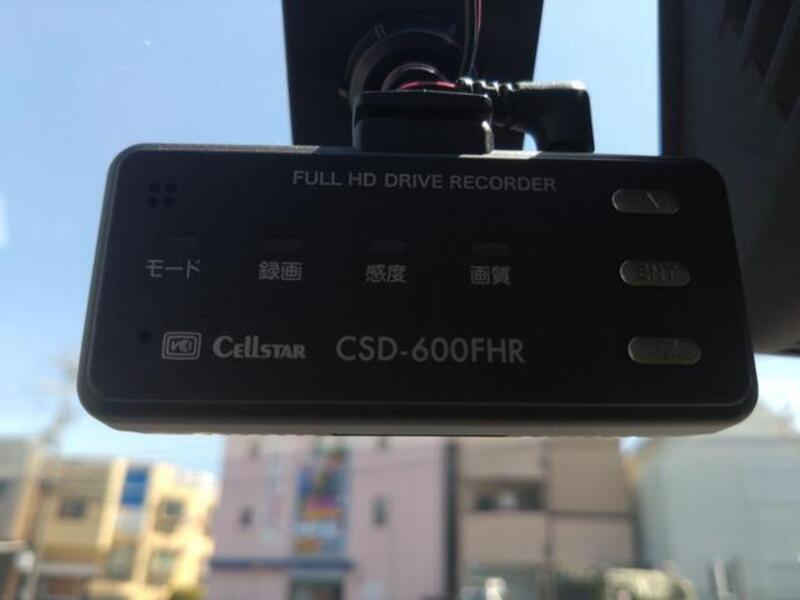 FULL HD DRIVE RECORDER
モード 録画 感度 画質
ENT
CELLSTAR CSD-600FHR